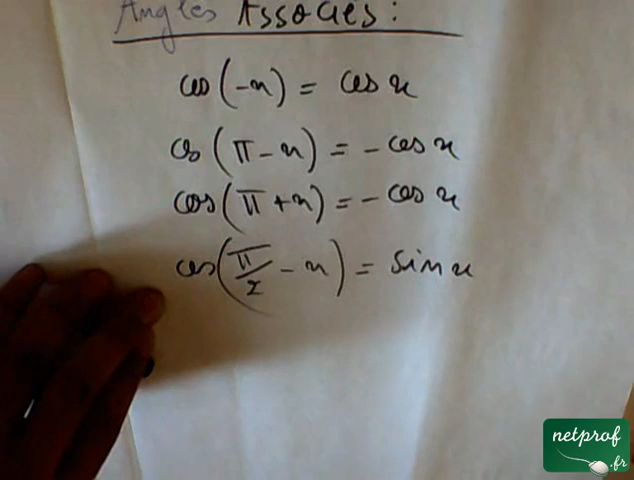 Angles Associés :
cos(-x) = cos x
cos(π - x) = - cos x
cos(π + x) = - cos x
cos(π/2 - x) = sin x
netprof
.fr